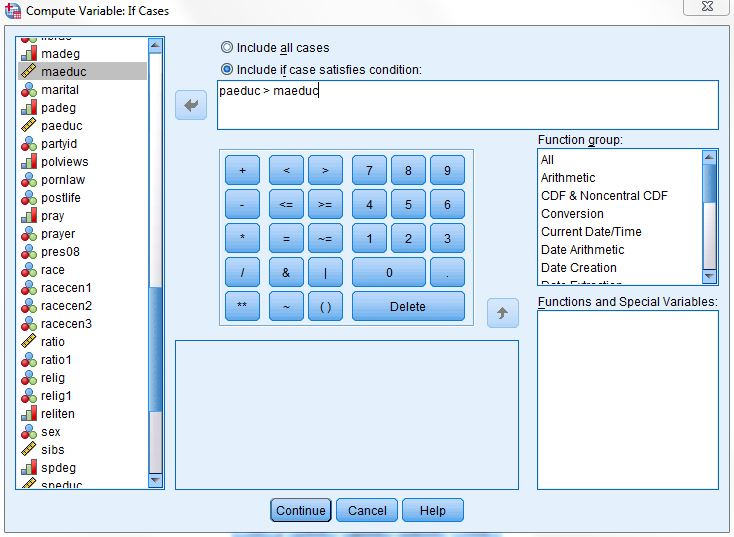 Compute Variable: If Cases
madeg
maeduc
marital
padeg
paeduc
partyid
polviews
pornlaw
postlife
pray
prayer
pres08
race
racecen1
racecen2
racecen3
ratio
ratio1
relig
relig1
reliten
sex
sibs
spdeg
speduc
Include all cases
Include if case satisfies condition:
paeduc > maeduc
+ < > 7 8 9
- <= >= 4 5 6
* = ~= 1 2 3
/ & | 0 .
** ~ ( ) Delete
Function group:
All
Arithmetic
CDF & Noncentral CDF
Conversion
Current Date/Time
Date Arithmetic
Date Creation
Date Extraction
Functions and Special Variables:
Continue Cancel Help